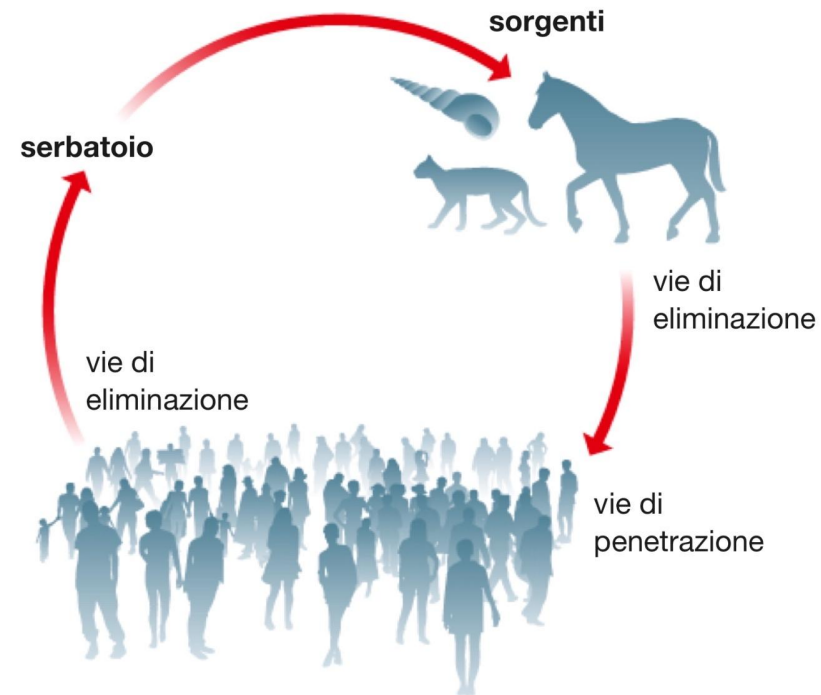 sorgenti
serbatoio
vie di
eliminazione
vie di
eliminazione
vie di
penetrazione